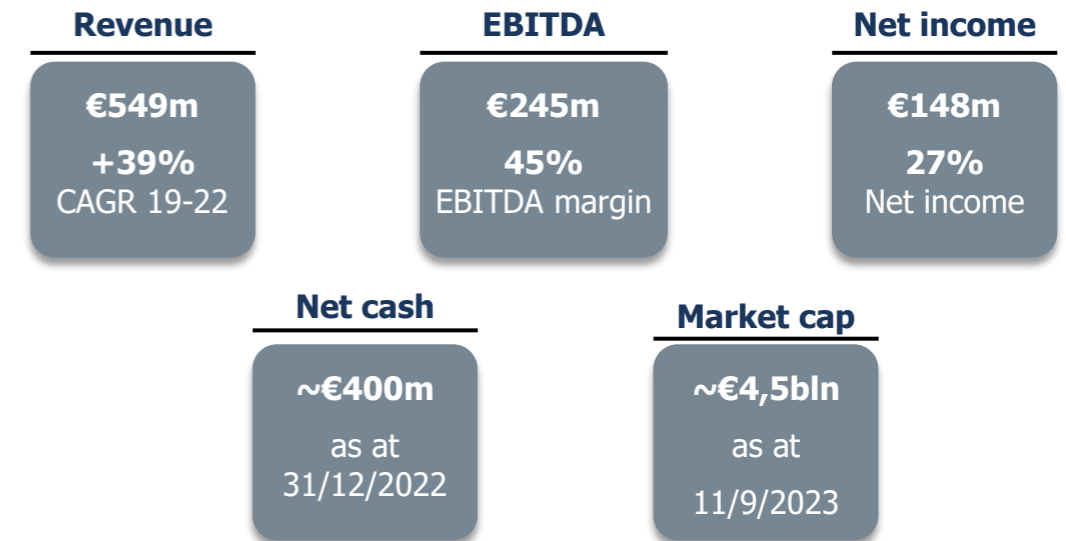 Revenue
€549m
+39%
CAGR 19-22
EBITDA
€245m
45%
EBITDA margin
Net income
€148m
27%
Net income
Net cash
~€400m
as at
31/12/2022
Market cap
~€4,5bln
as at
11/9/2023